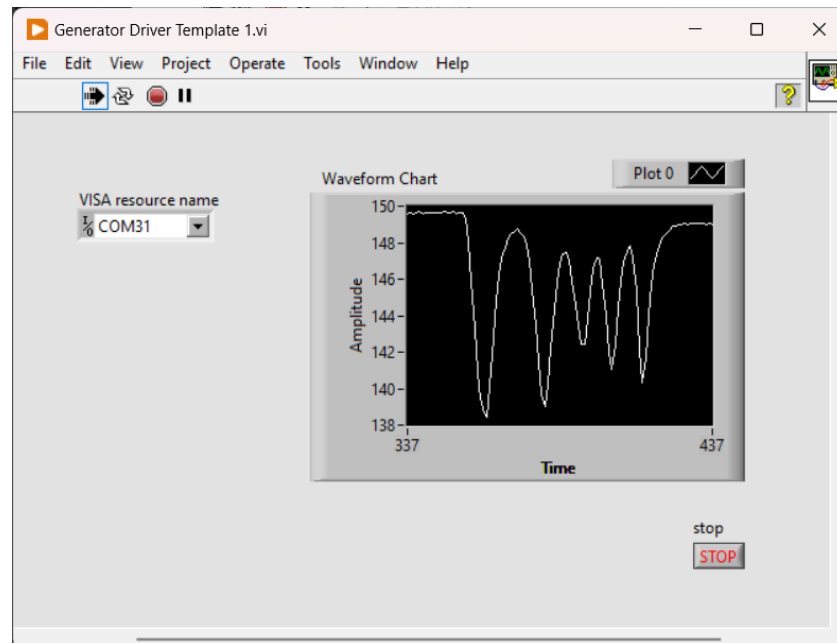 Generator Driver Template 1.vi
File Edit View Project Operate Tools Window Help
VISA resource name
COM31
Waveform Chart
Plot 0
Amplitude
150
148
146
144
142
140
138
337
437
Time
stop
STOP